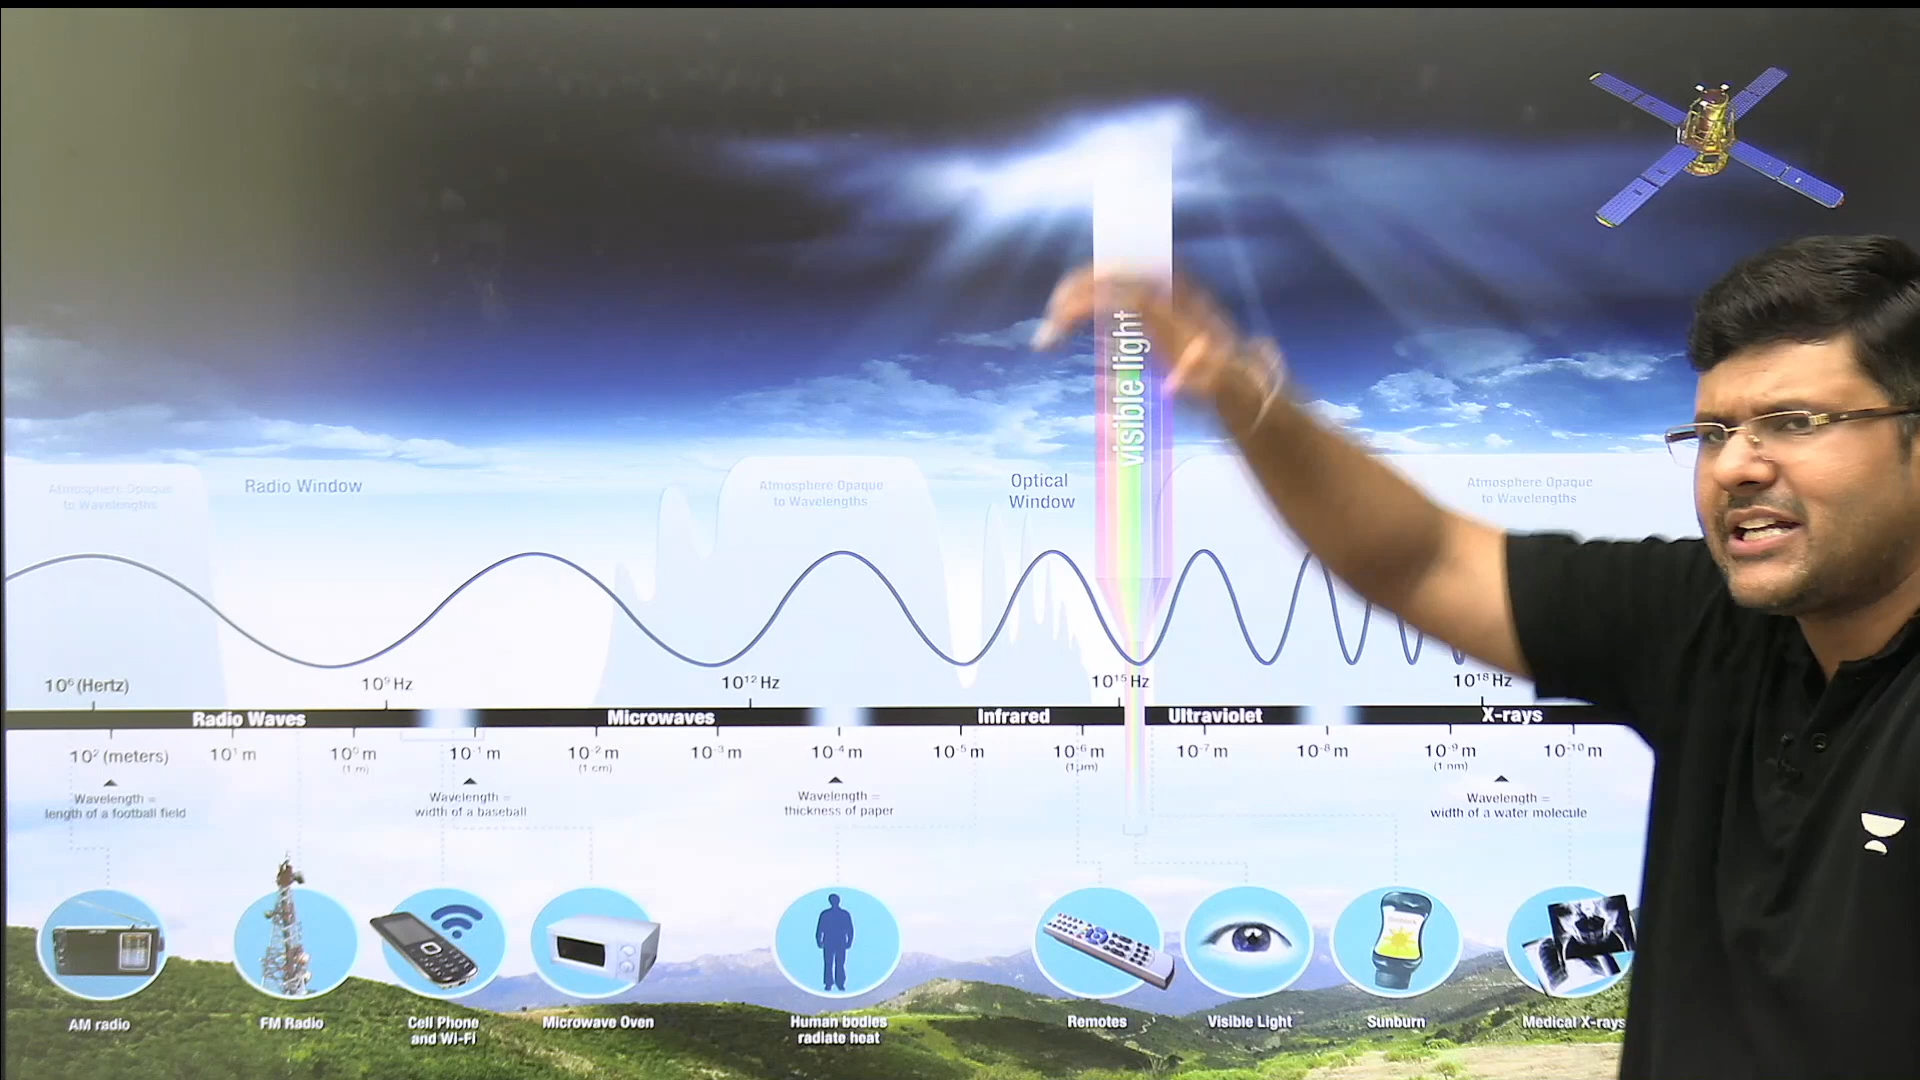 visible light
Atmosphere Opaque
to Wavelengths
Radio Window
Atmosphere Opaque
to Wavelengths
Optical
Window
Atmosphere Opaque
to Wavelengths
10⁶ (Hertz)
10⁹ Hz
10¹² Hz
10¹⁵ Hz
10¹⁸ Hz
Radio Waves
Microwaves
Infrared
Ultraviolet
X-rays
10² (meters)
10¹ m
10⁰ m
(1 m)
10⁻¹ m
10⁻² m
(1 cm)
10⁻³ m
10⁻⁴ m
10⁻⁵ m
10⁻⁶ m
(1 µm)
10⁻⁷ m
10⁻⁸ m
10⁻⁹ m
(1 nm)
10⁻¹⁰ m
Wavelength =
length of a football field
Wavelength =
width of a baseball
Wavelength =
thickness of paper
Wavelength =
width of a water molecule
AM radio
FM Radio
Cell Phone
and Wi-Fi
Microwave Oven
Human bodies
radiate heat
Remotes
Visible Light
Sunburn
Medical X-rays